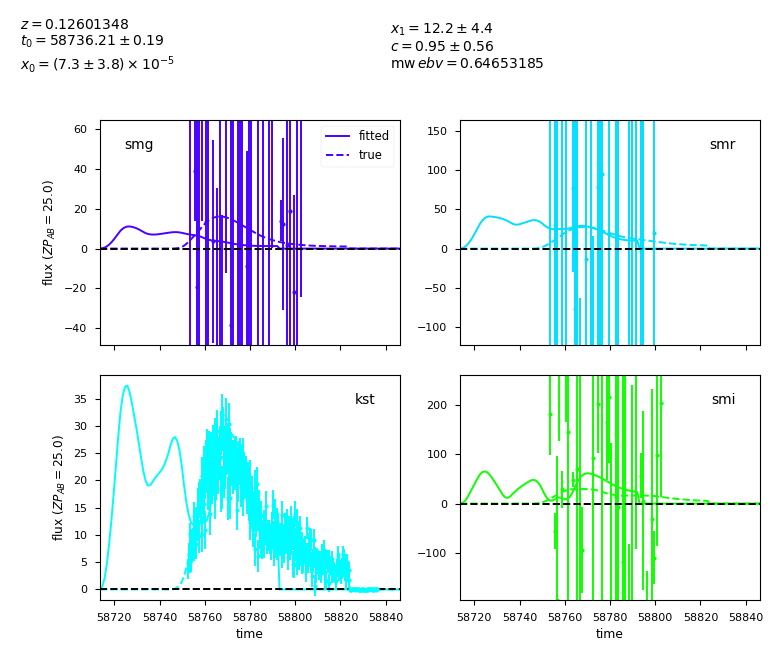 z = 0.12601348
t₀ = 58736.21 ± 0.19
x₀ = (7.3 ± 3.8) × 10⁻⁵
x₁ = 12.2 ± 4.4
c = 0.95 ± 0.56
mw ebv = 0.64653185
smg
fitted
true
60
40
20
0
−20
−40
flux (ZP_AB = 25.0)
smr
150
100
50
0
−50
−100
kst
35
30
25
20
15
10
5
0
flux (ZP_AB = 25.0)
58720 58740 58760 58780 58800 58820 58840
time
smi
200
100
0
−100
58720 58740 58760 58780 58800 58820 58840
time